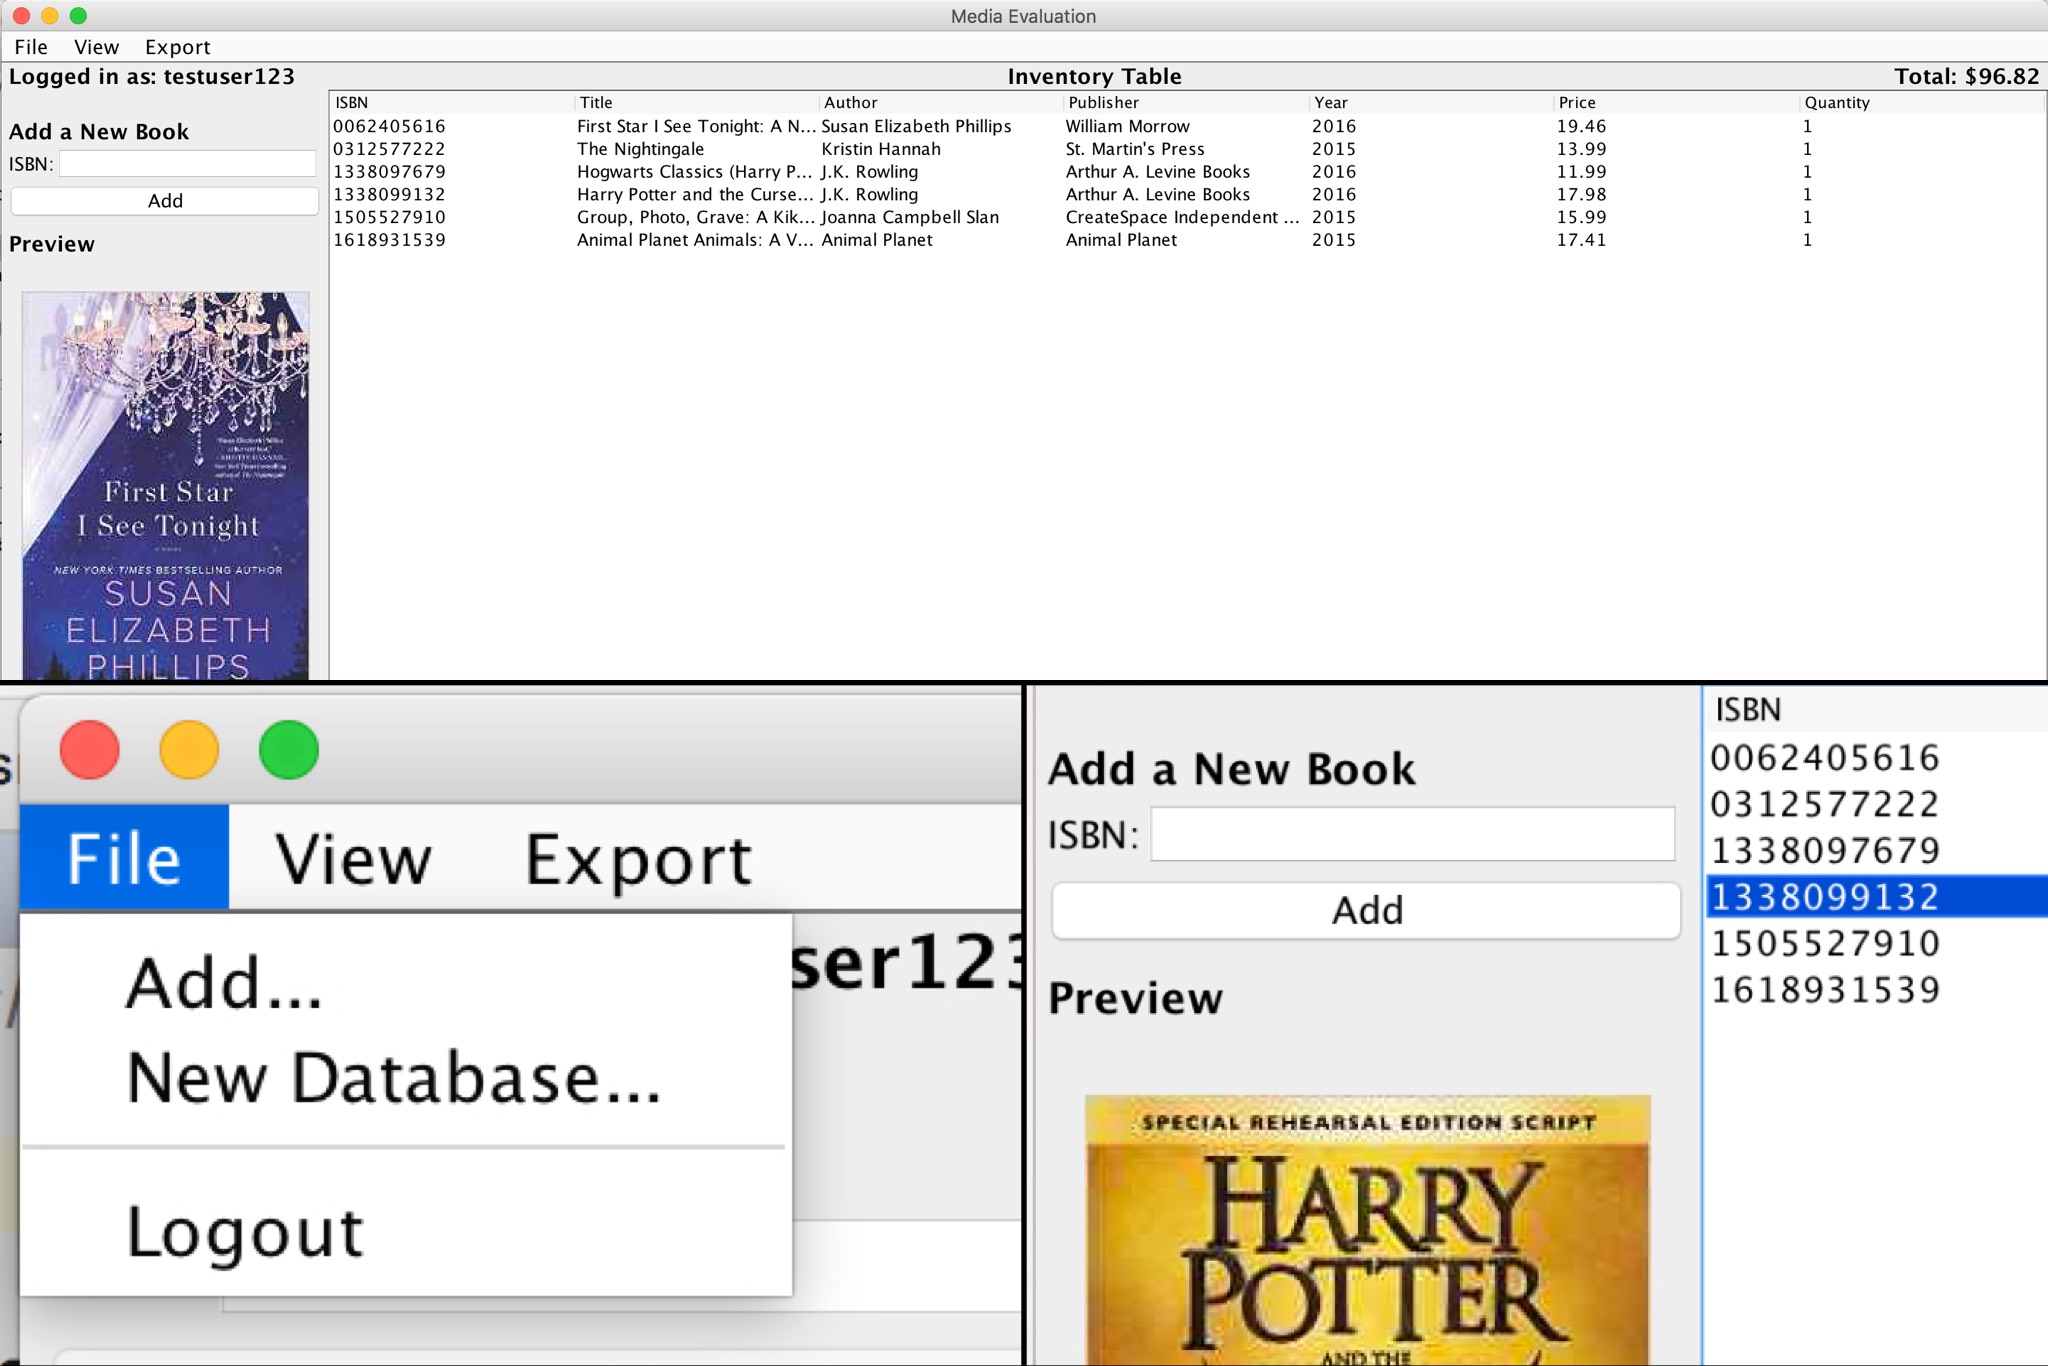 Media Evaluation
File View Export
Logged in as: testuser123 Inventory Table Total: $96.82
ISBN Title Author Publisher Year Price Quantity
0062405616 First Star I See Tonight: A N... Susan Elizabeth Phillips William Morrow 2016 19.46 1
0312577222 The Nightingale Kristin Hannah St. Martin's Press 2015 13.99 1
1338097679 Hogwarts Classics (Harry P... J.K. Rowling Arthur A. Levine Books 2016 11.99 1
1338099132 Harry Potter and the Curse... J.K. Rowling Arthur A. Levine Books 2016 17.98 1
1505527910 Group, Photo, Grave: A Kik... Joanna Campbell Slan CreateSpace Independent ... 2015 15.99 1
1618931539 Animal Planet Animals: A V... Animal Planet Animal Planet 2015 17.41 1
Add a New Book
ISBN:
Add
Preview
First Star
I See Tonight
NEW YORK TIMES BESTSELLING AUTHOR
SUSAN
ELIZABETH
PHILLIPS
File View Export
ser123
Add...
New Database...
Logout
Add a New Book
ISBN:
Add
Preview
SPECIAL REHEARSAL EDITION SCRIPT
HARRY
POTTER
AND THE
ISBN
0062405616
0312577222
1338097679
1338099132
1505527910
1618931539